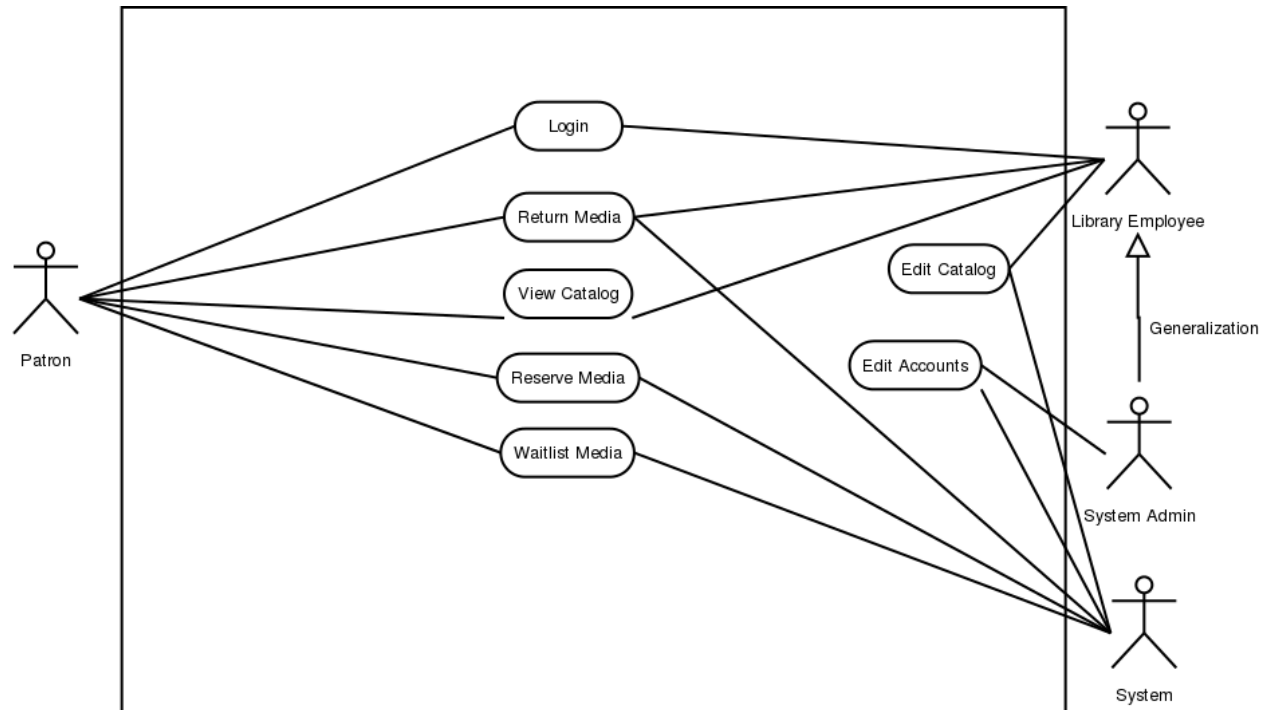 Login
Return Media
View Catalog
Reserve Media
Waitlist Media
Edit Catalog
Edit Accounts
Patron
Library Employee
Generalization
System Admin
System